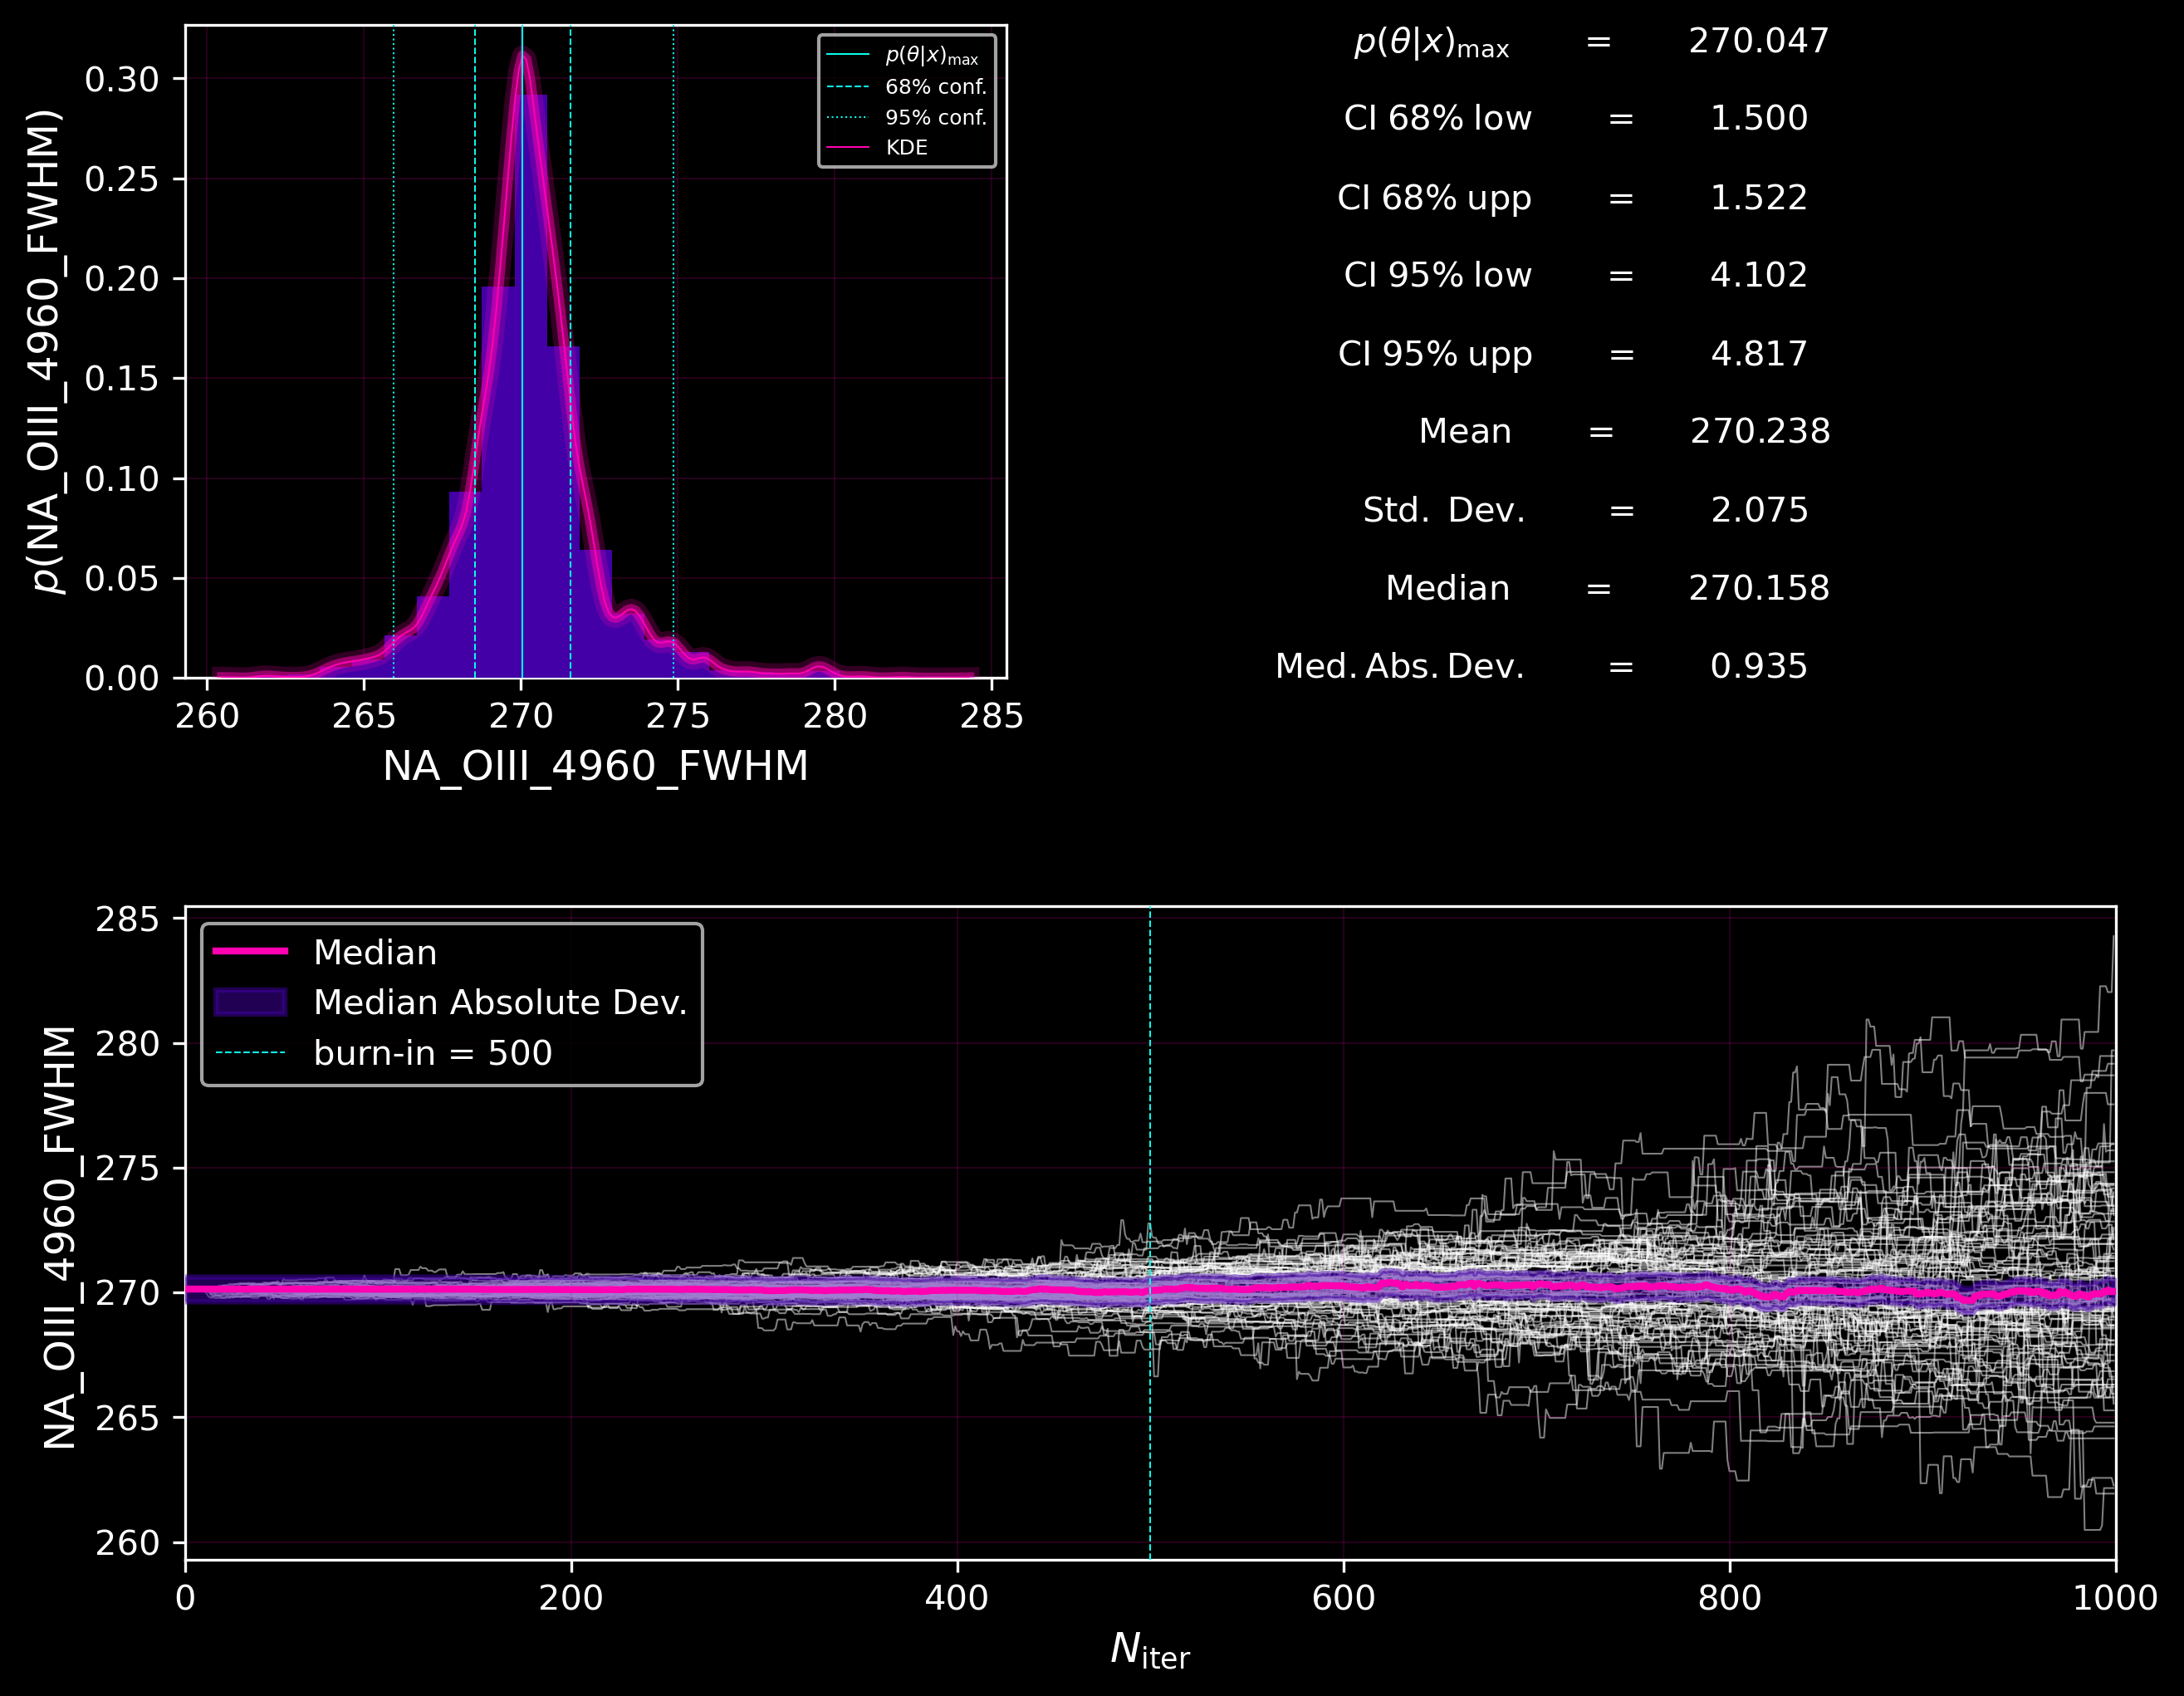 p(NA_OIII_4960_FWHM)
0.30
0.25
0.20
0.15
0.10
0.05
0.00
260 265 270 275 280 285
NA_OIII_4960_FWHM
p(θ|x)max
68% conf.
95% conf.
KDE
p(θ|x)max = 270.047
CI 68% low = 1.500
CI 68% upp = 1.522
CI 95% low = 4.102
CI 95% upp = 4.817
Mean = 270.238
Std. Dev. = 2.075
Median = 270.158
Med. Abs. Dev. = 0.935
NA_OIII_4960_FWHM
285
280
275
270
265
260
Median
Median Absolute Dev.
burn-in = 500
0 200 400 600 800 1000
Niter